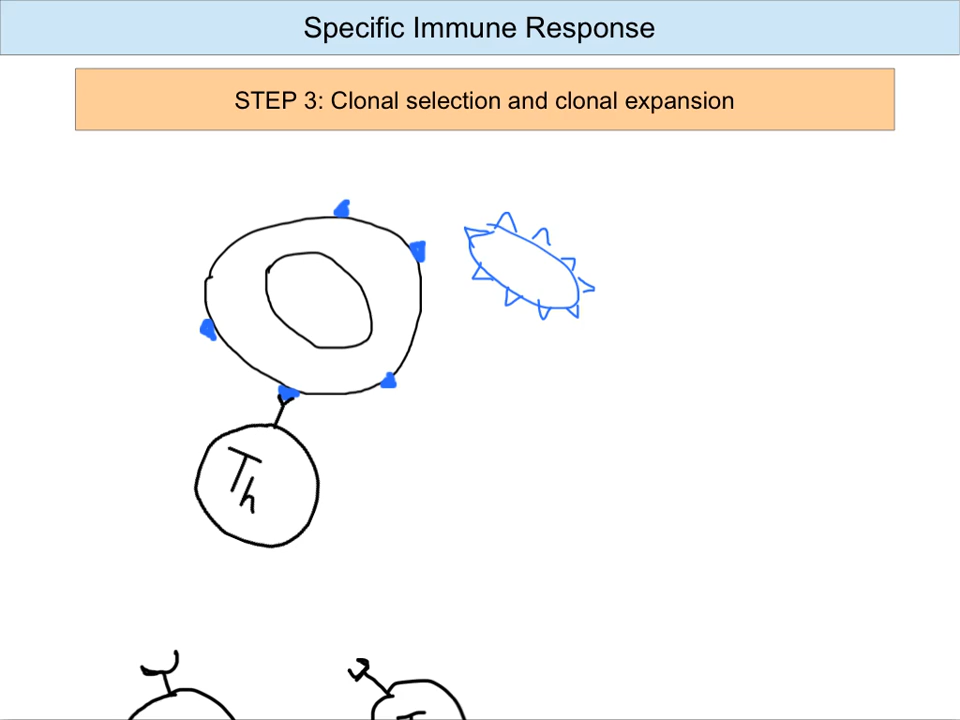 Specific Immune Response
STEP 3: Clonal selection and clonal expansion
Th